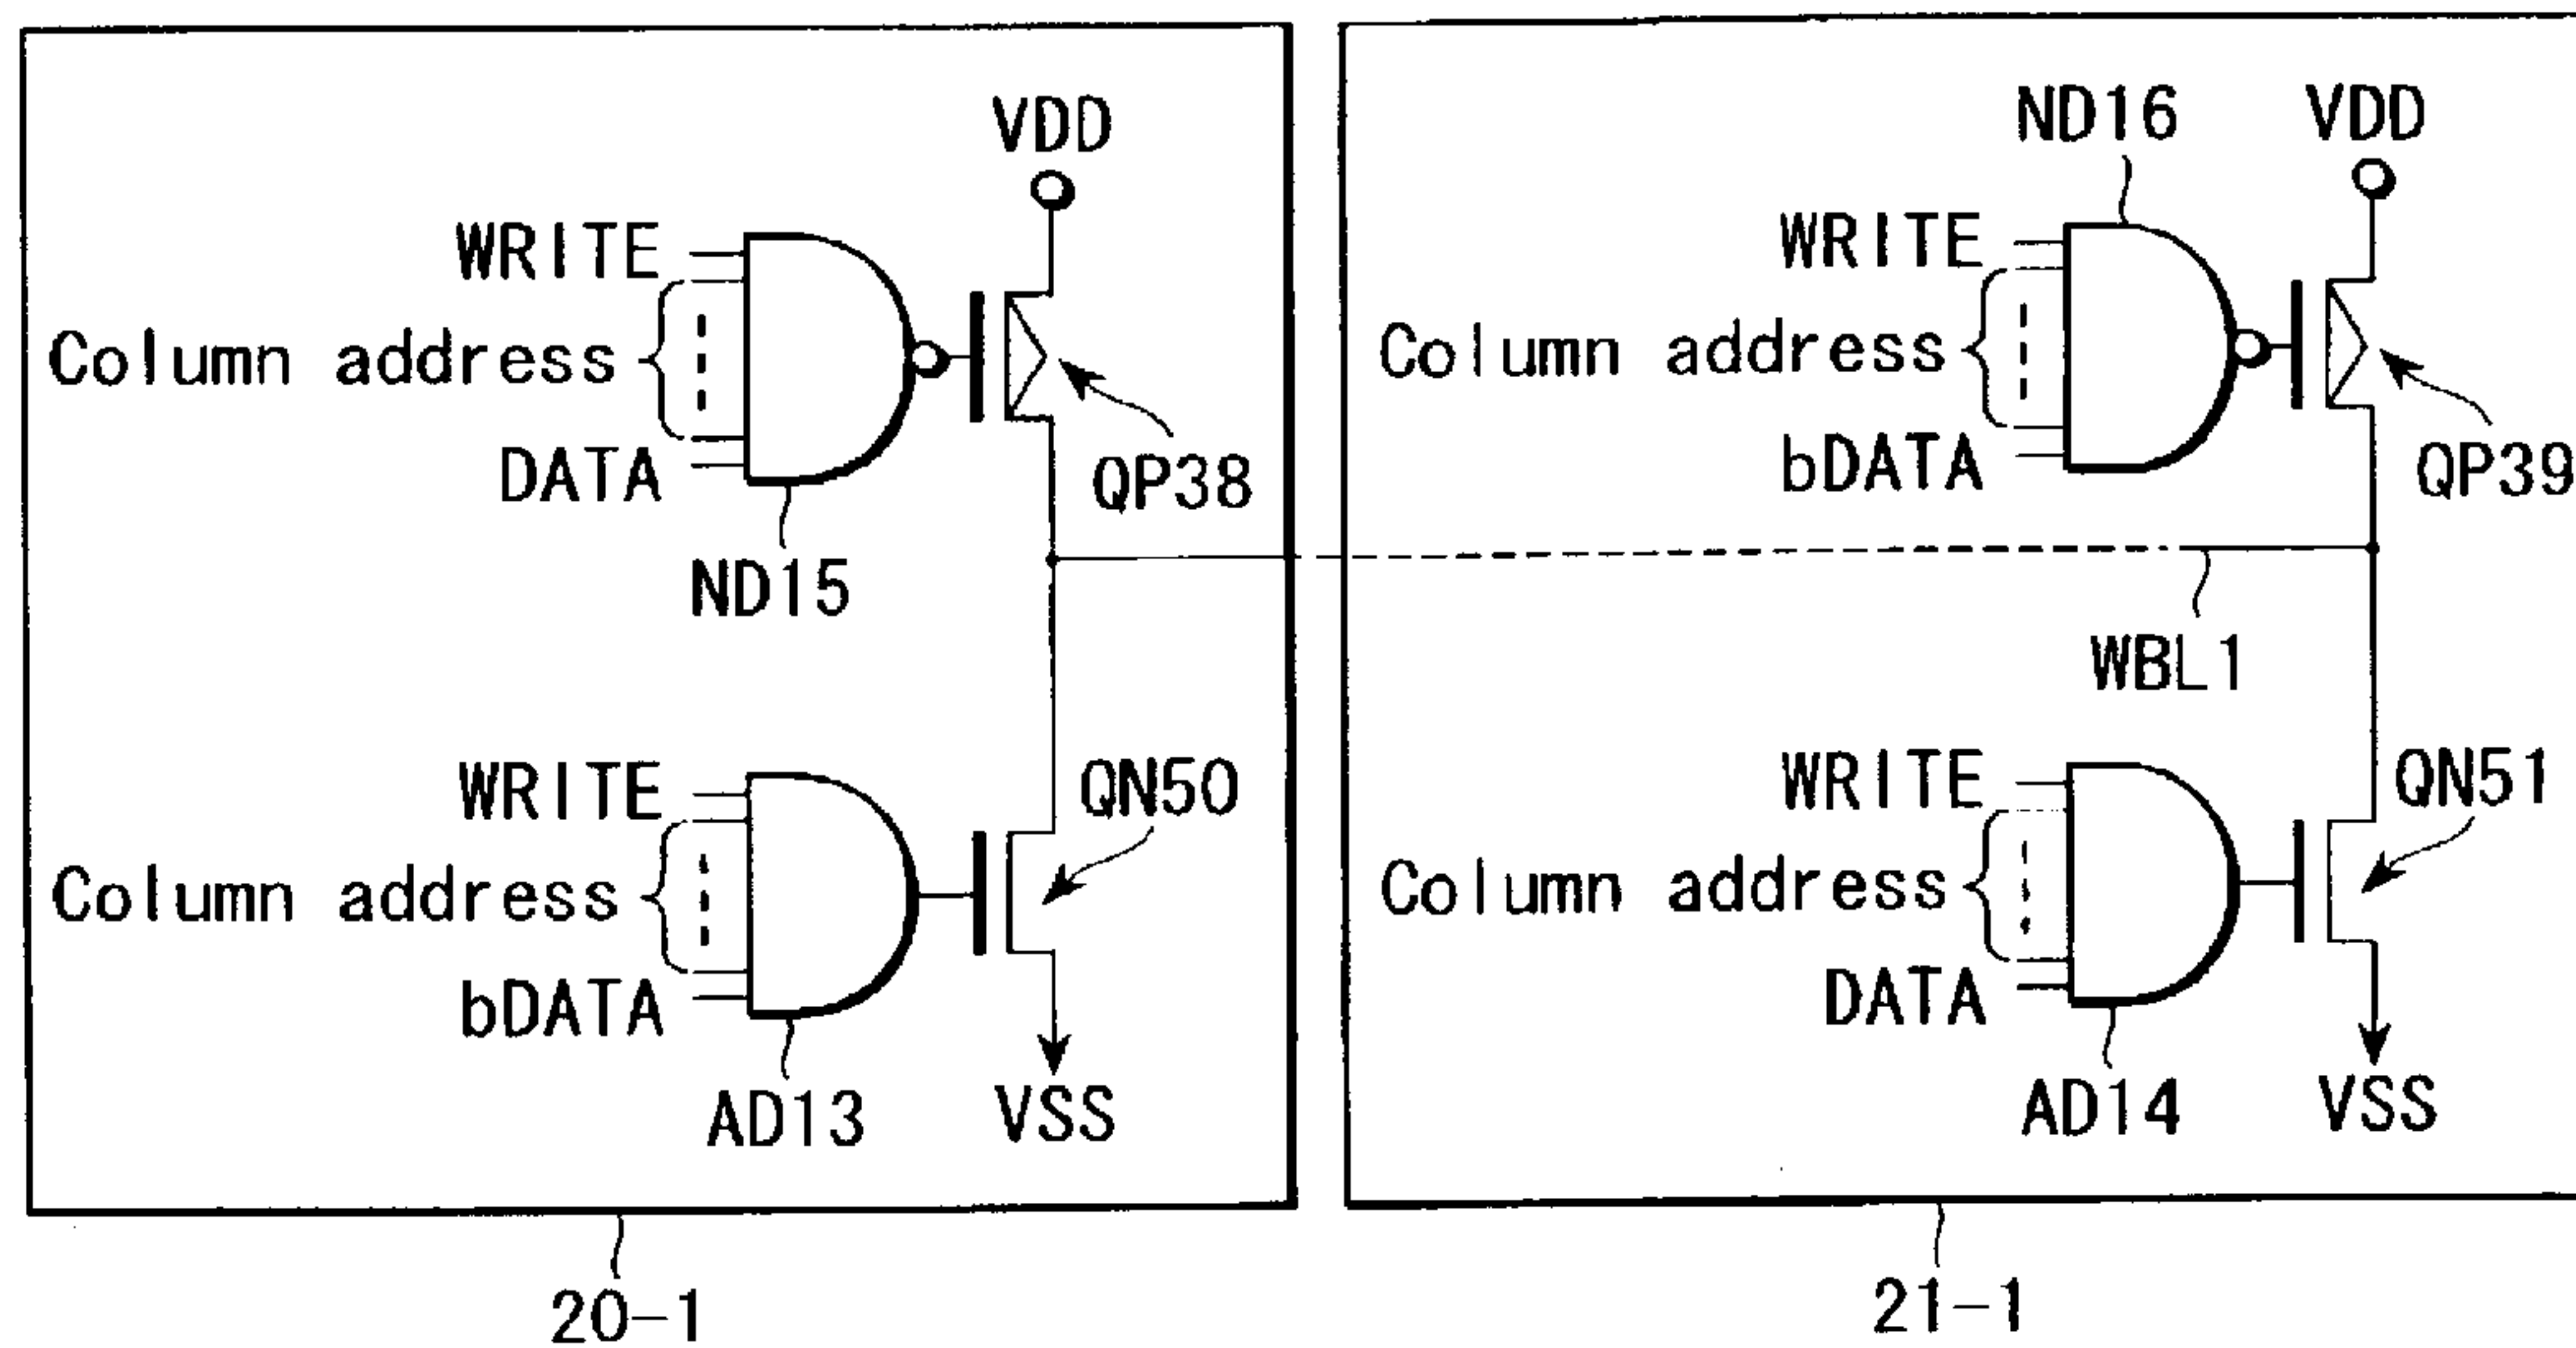 VDD
WRITE
Column address
DATA
ND15
QP38
WRITE
Column address
bDATA
AD13
QN50
VSS
20-1
ND16
VDD
WRITE
Column address
bDATA
QP39
WBL1
WRITE
Column address
DATA
AD14
QN51
VSS
21-1